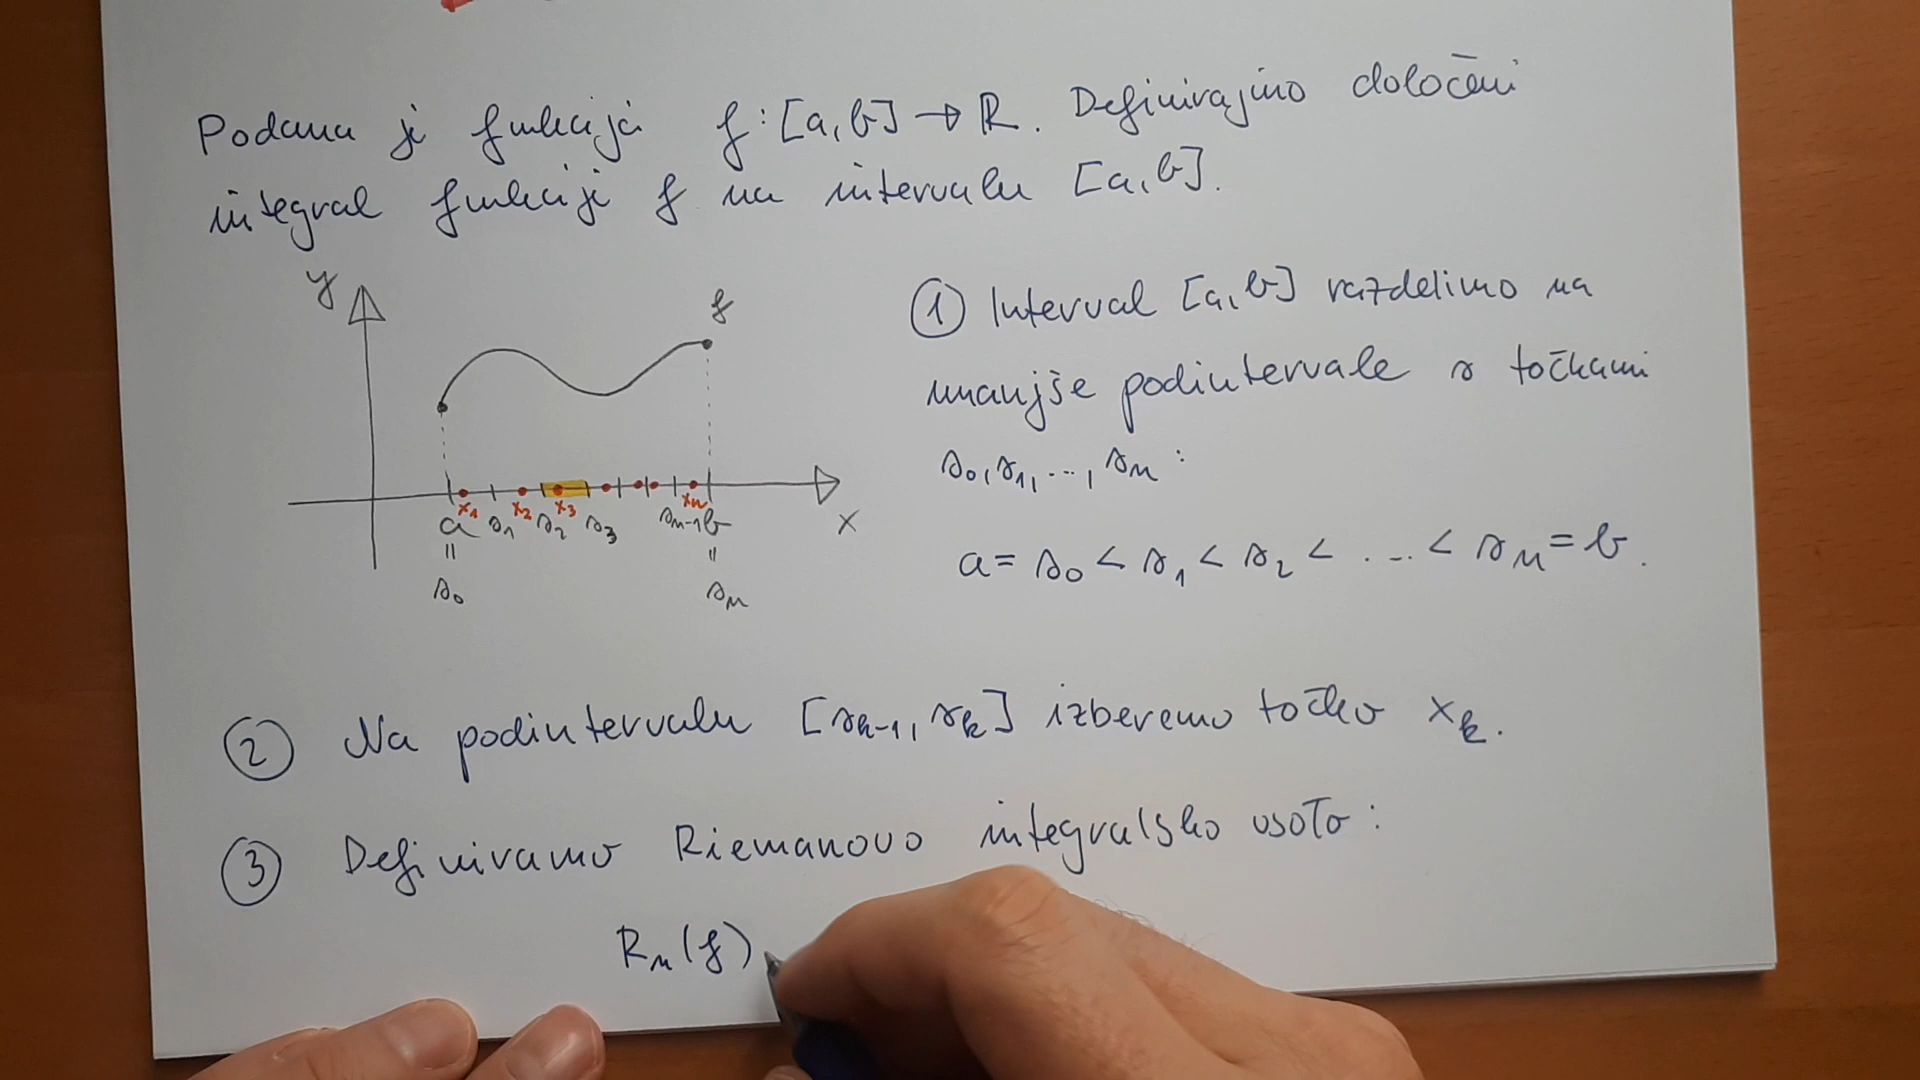 Podana je funkcija f:[a,b]→ℝ. Definirajmo določeni
integral funkcije f na intervalu [a,b].
y
f
x₁ x₂ x₃ xₙ
a s₁ s₂ s₃ sₙ₋₁ b x
= =
s₀ sₙ
① Interval [a,b] razdelimo na
manjše podintervale s točkami
s₀,s₁,...,sₙ:
a=s₀<s₁<s₂<...<sₙ=b.
② Na podintervalu [sₖ₋₁,sₖ] izberemo točko xₖ.
③ Definiramo Riemanovo integralsko vsoto:
Rₙ(f)